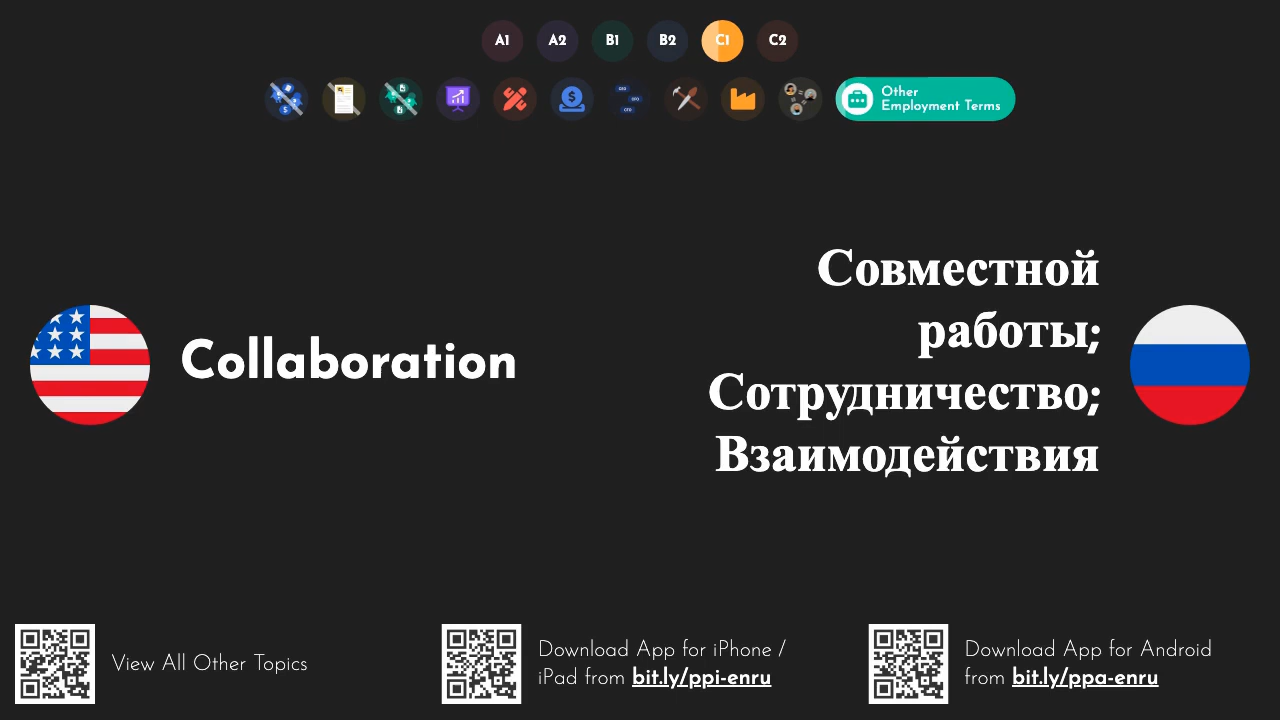 A1 A2 B1 B2 C1 C2
Other
Employment Terms
Collaboration
Совместной
работы;
Сотрудничество;
Взаимодействия
View All Other Topics
Download App for iPhone /
iPad from bit.ly/ppi-enru
Download App for Android
from bit.ly/ppa-enru